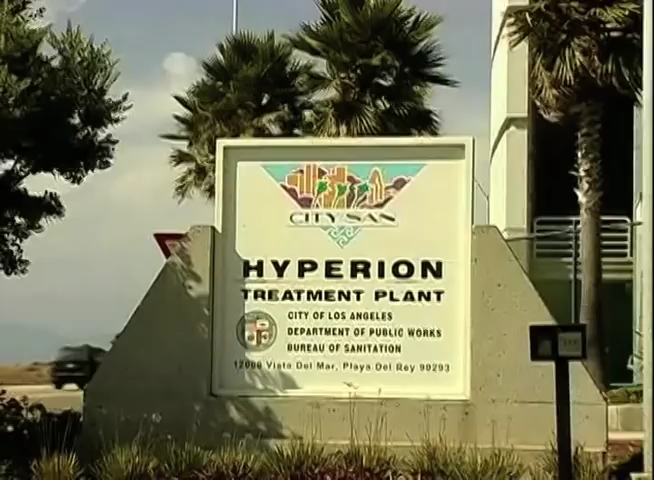 CITY SAN
HYPERION
TREATMENT PLANT
CITY OF LOS ANGELES
DEPARTMENT OF PUBLIC WORKS
BUREAU OF SANITATION
12000 Vista Del Mar, Playa Del Rey 90293